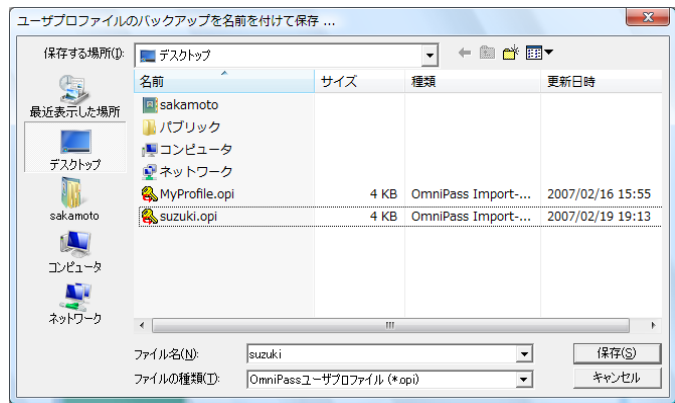 ユーザプロファイルのバックアップを名前を付けて保存 ...
保存する場所(I): デスクトップ
名前 サイズ 種類 更新日時
最近表示した場所
デスクトップ
sakamoto
コンピュータ
ネットワーク
sakamoto
パブリック
コンピュータ
ネットワーク
MyProfile.opi 4 KB OmniPass Import-... 2007/02/16 15:55
suzuki.opi 4 KB OmniPass Import-... 2007/02/19 19:13
ファイル名(N): suzuki 保存(S)
ファイルの種類(T): OmniPassユーザプロファイル (*.opi) キャンセル